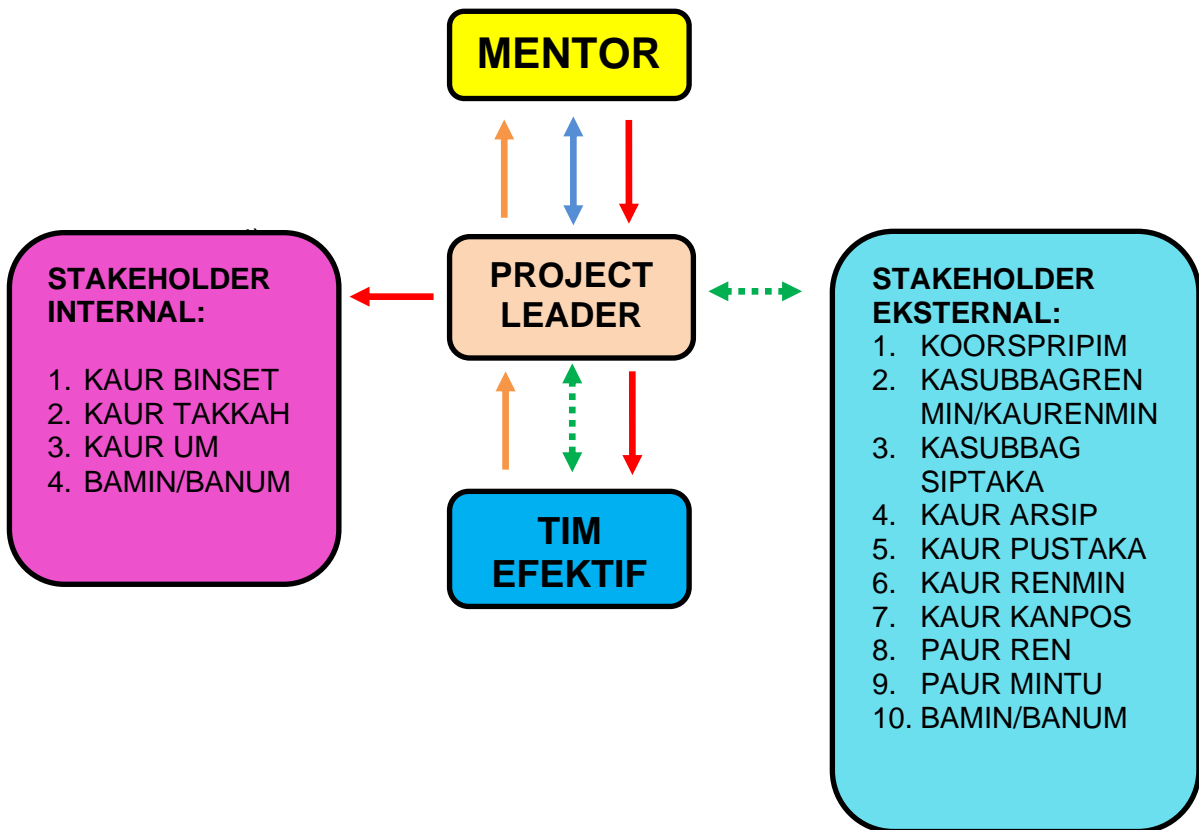 MENTOR
PROJECT
LEADER
STAKEHOLDER
INTERNAL:
1. KAUR BINSET
2. KAUR TAKKAH
3. KAUR UM
4. BAMIN/BANUM
TIM
EFEKTIF
STAKEHOLDER
EKSTERNAL:
1. KOORSPRIPIM
2. KASUBBAGREN
MIN/KAURENMIN
3. KASUBBAG
SIPTAKA
4. KAUR ARSIP
5. KAUR PUSTAKA
6. KAUR RENMIN
7. KAUR KANPOS
8. PAUR REN
9. PAUR MINTU
10. BAMIN/BANUM